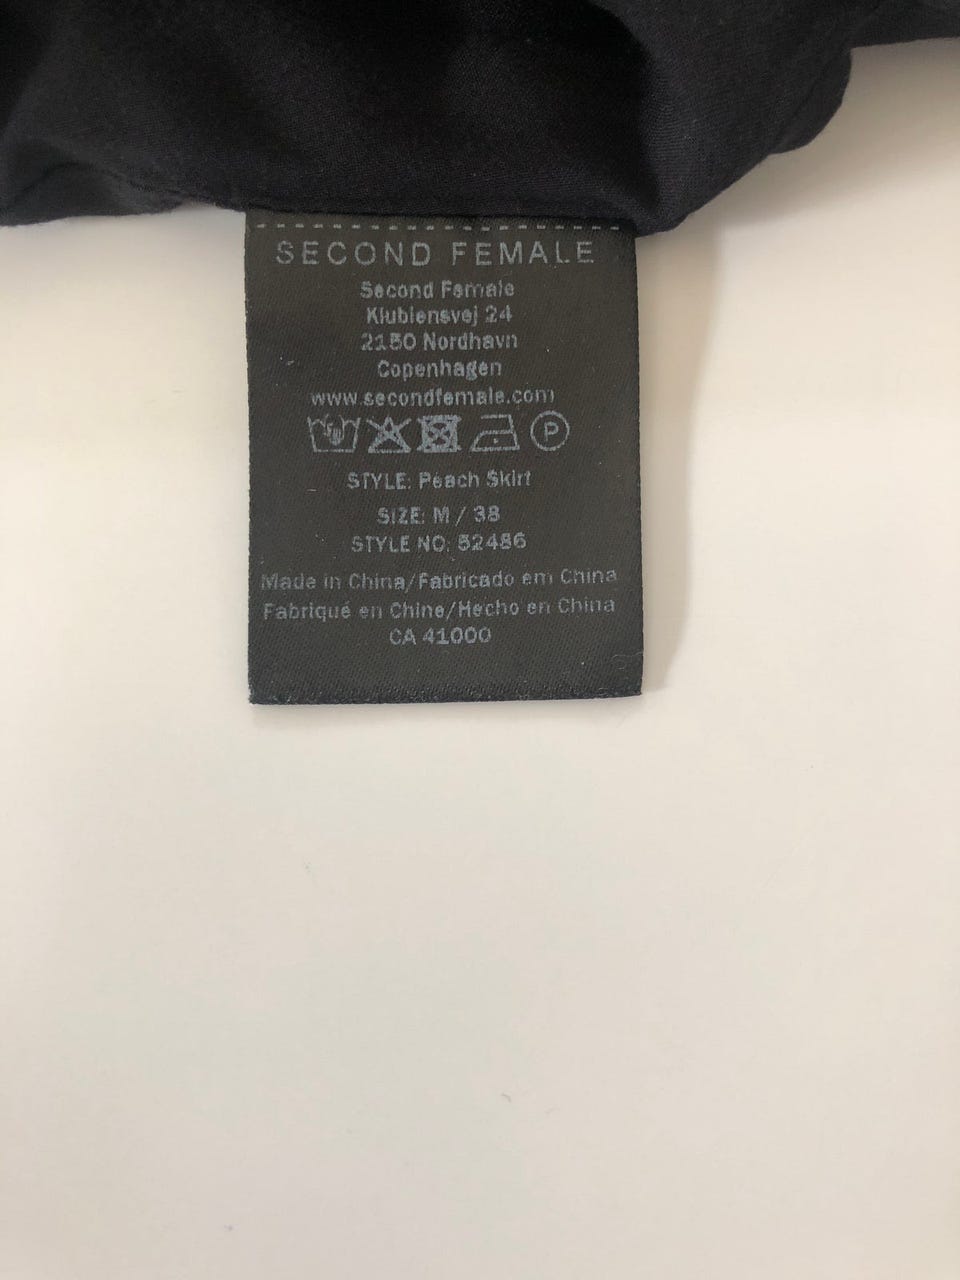 SECOND FEMALE
Second Female
Klubiensvej 24
2150 Nordhavn
Copenhagen
www.secondfemale.com
P
STYLE: Peach Skirt
SIZE: M / 38
STYLE NO: 52486
Made in China/Fabricado em China
Fabriqué en Chine/Hecho en China
CA 41000